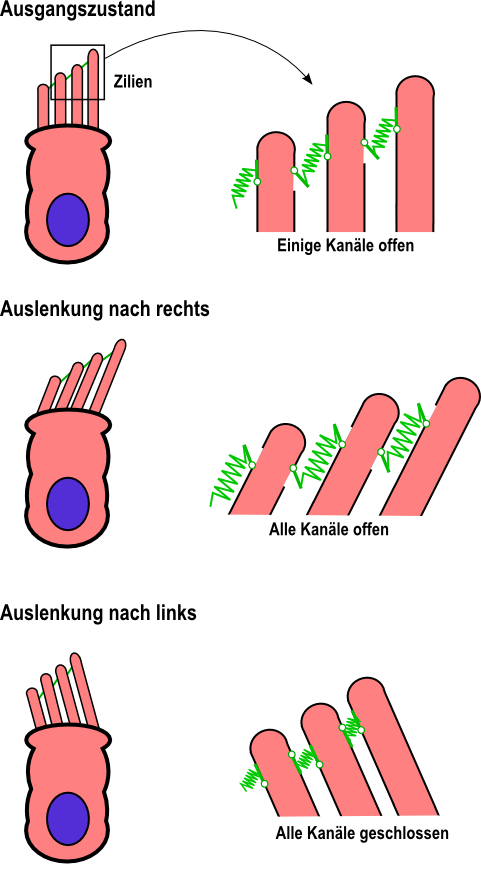 Ausgangszustand
Zilien
Einige Kanäle offen
Auslenkung nach rechts
Alle Kanäle offen
Auslenkung nach links
Alle Kanäle geschlossen